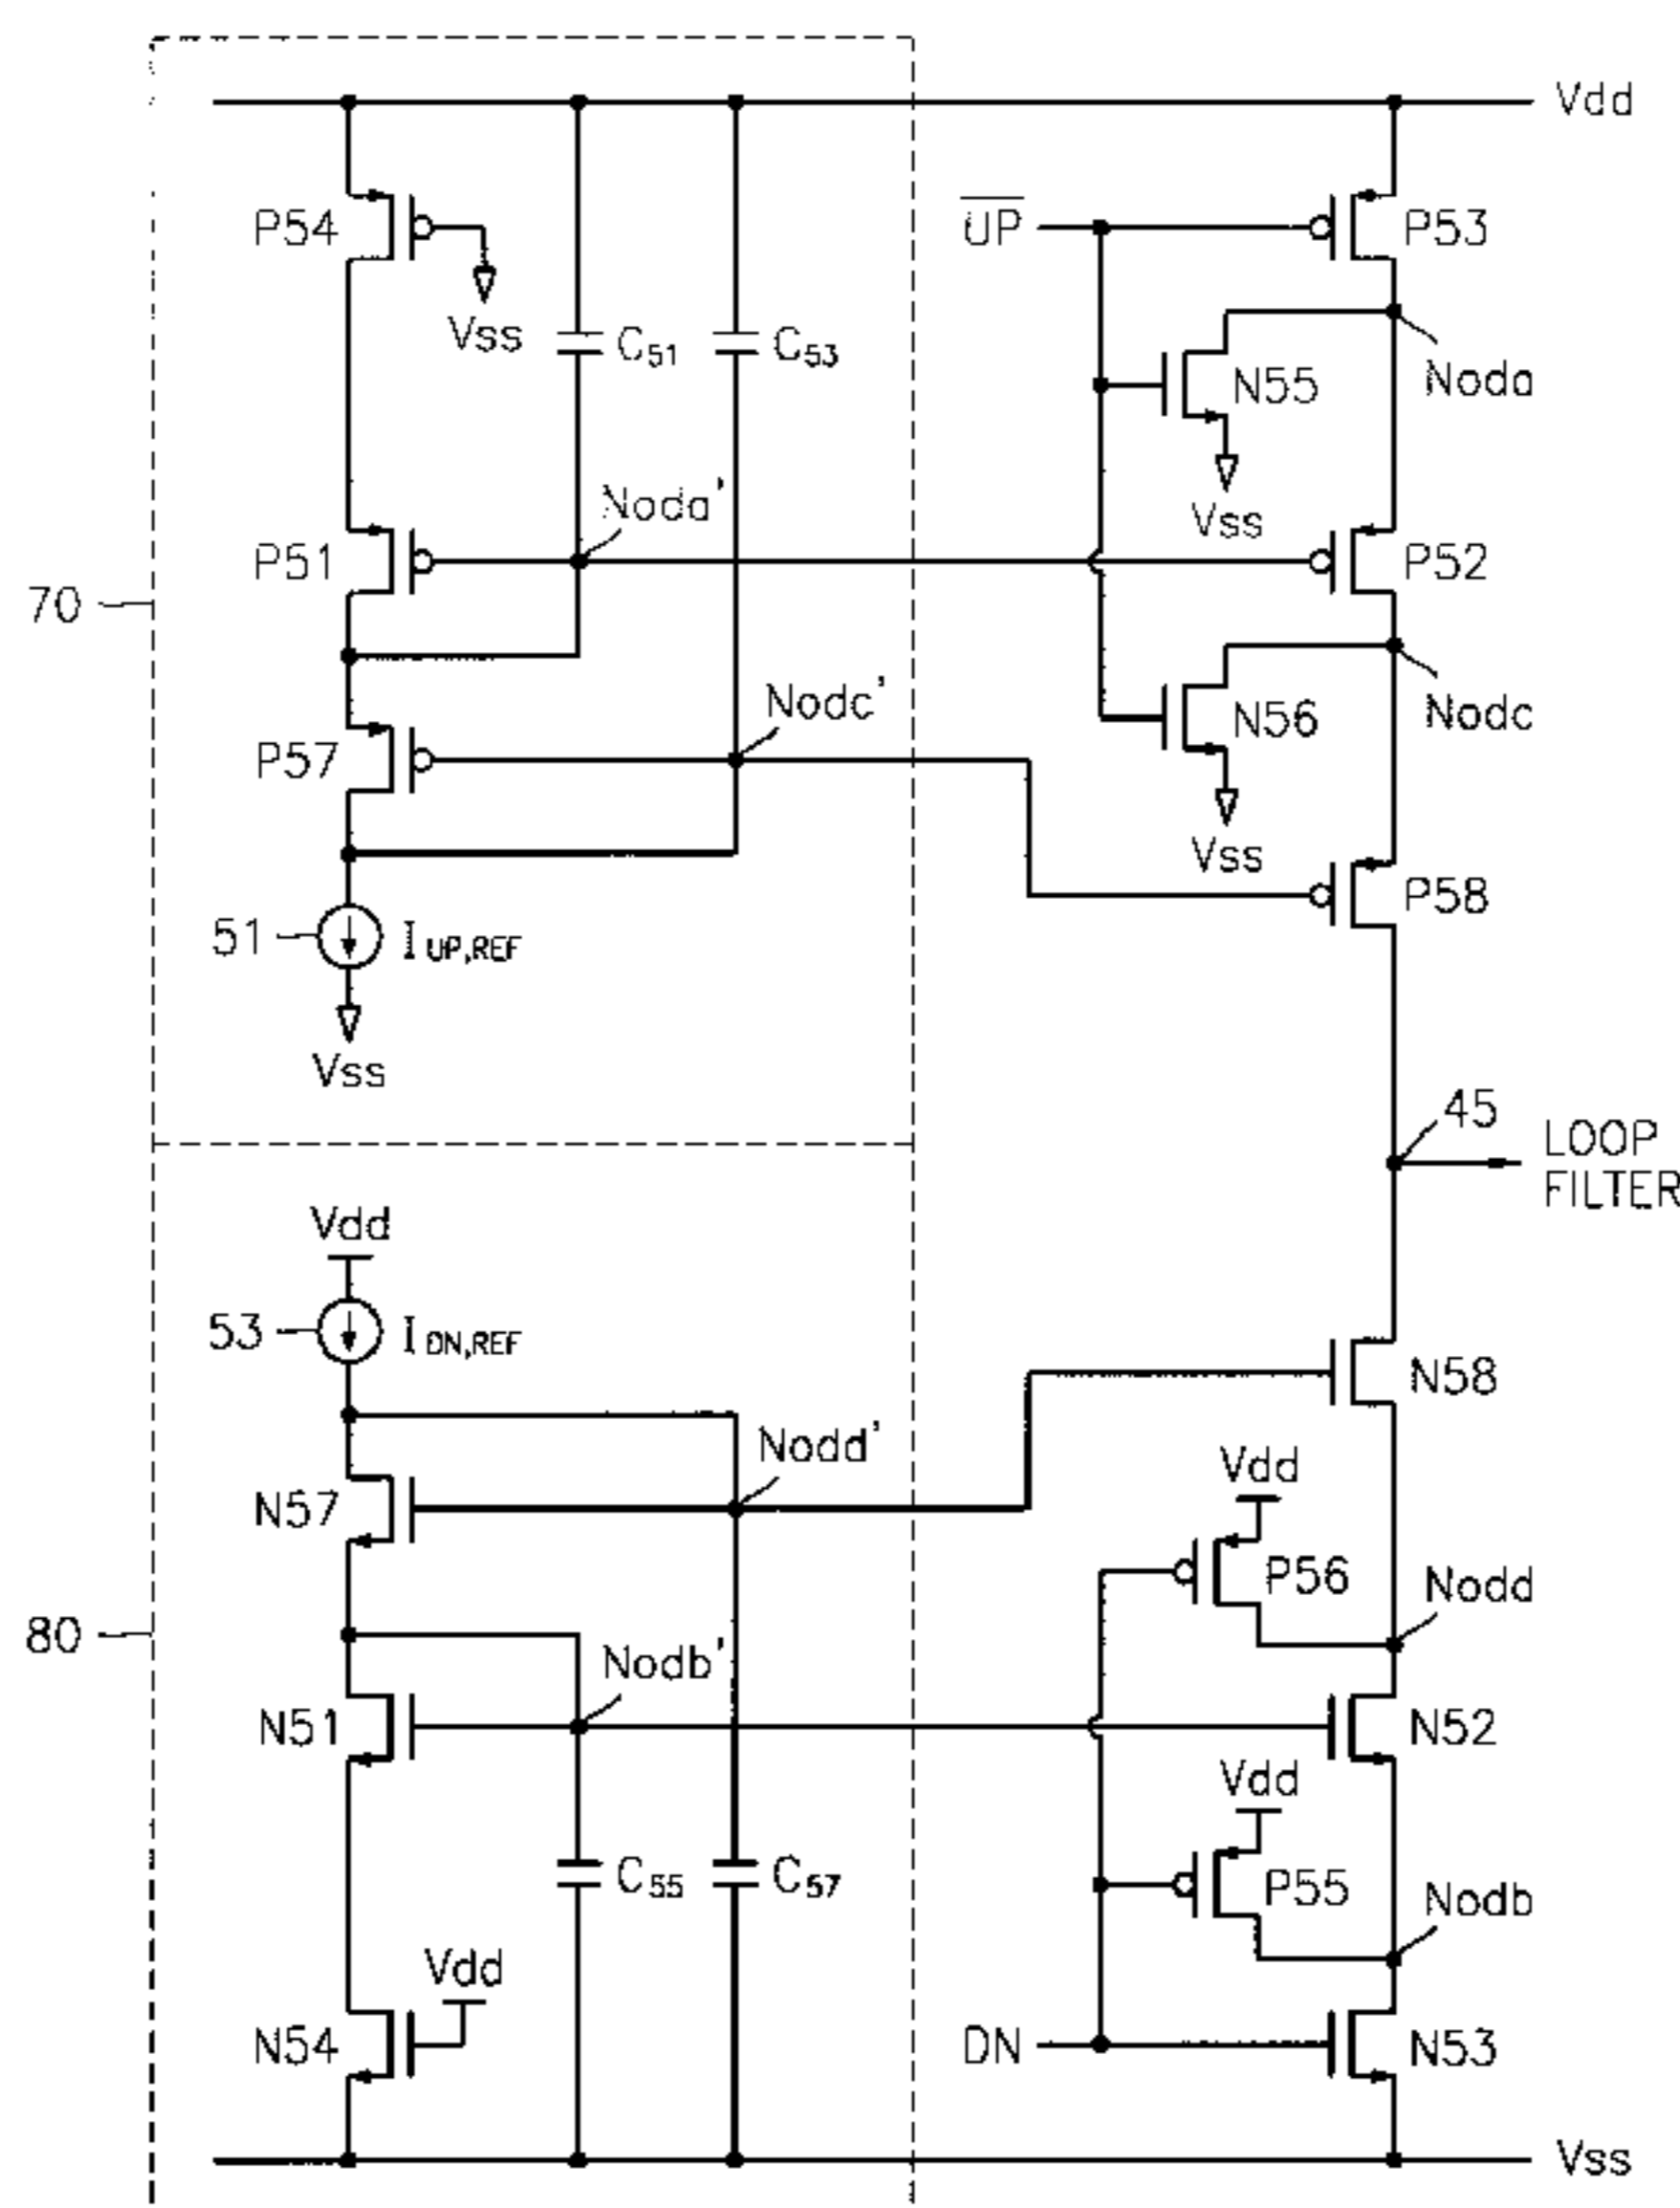 Vdd
P54
U̅P̅
P53
Vss
C51
C53
N55
Noda
Vss
Noda'
P51
P52
70
Nodc'
N56
Nodc
P57
Vss
P58
51
I UP,REF
Vss
45
LOOP
FILTER
Vdd
53
I DN,REF
N58
Nodd'
Vdd
N57
P56
Nodd
80
Nodb'
N51
N52
Vdd
C55
C57
P55
Nodb
Vdd
N54
DN
N53
Vss